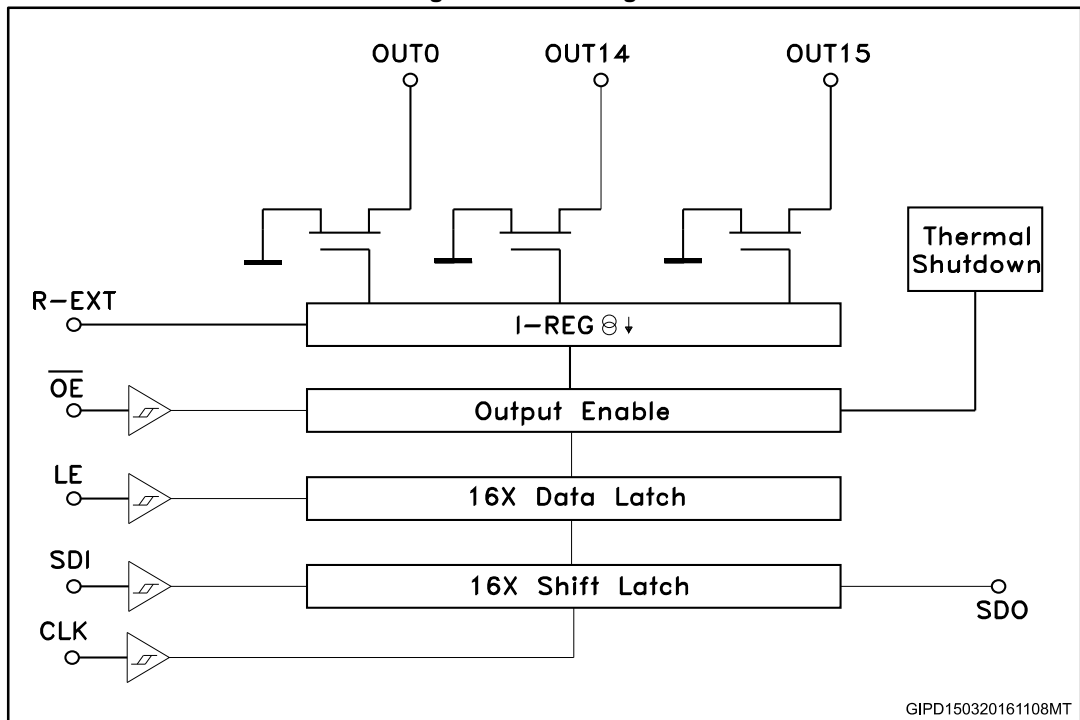 OUT0 OUT14 OUT15
Thermal
Shutdown
R-EXT
I-REG ↓
OE
Output Enable
LE
16X Data Latch
SDI
16X Shift Latch
SDO
CLK
GIPD150320161108MT